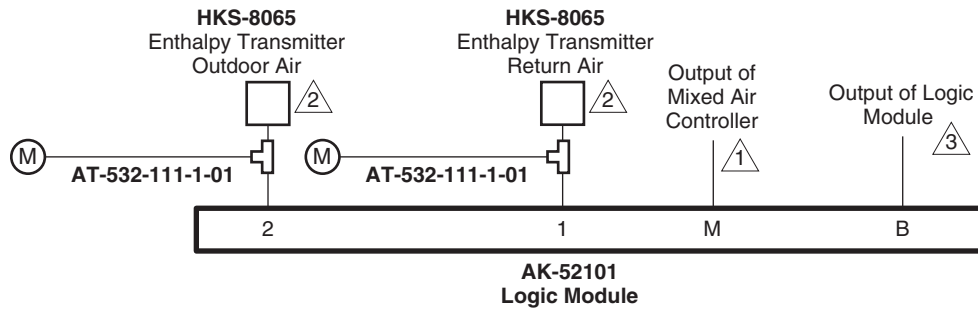 HKS-8065
Enthalpy Transmitter
Outdoor Air
2
HKS-8065
Enthalpy Transmitter
Return Air
2
Output of
Mixed Air
Controller
1
Output of Logic
Module
3
M
AT-532-111-1-01
M
AT-532-111-1-01
2
1
M
B
AK-52101
Logic Module